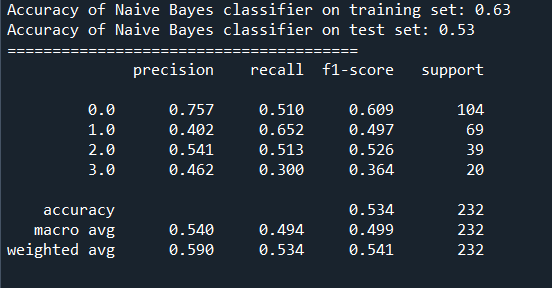 Accuracy of Naive Bayes classifier on training set: 0.63
Accuracy of Naive Bayes classifier on test set: 0.53
=======================================
precision recall f1-score support
0.0 0.757 0.510 0.609 104
1.0 0.402 0.652 0.497 69
2.0 0.541 0.513 0.526 39
3.0 0.462 0.300 0.364 20
accuracy 0.534 232
macro avg 0.540 0.494 0.499 232
weighted avg 0.590 0.534 0.541 232